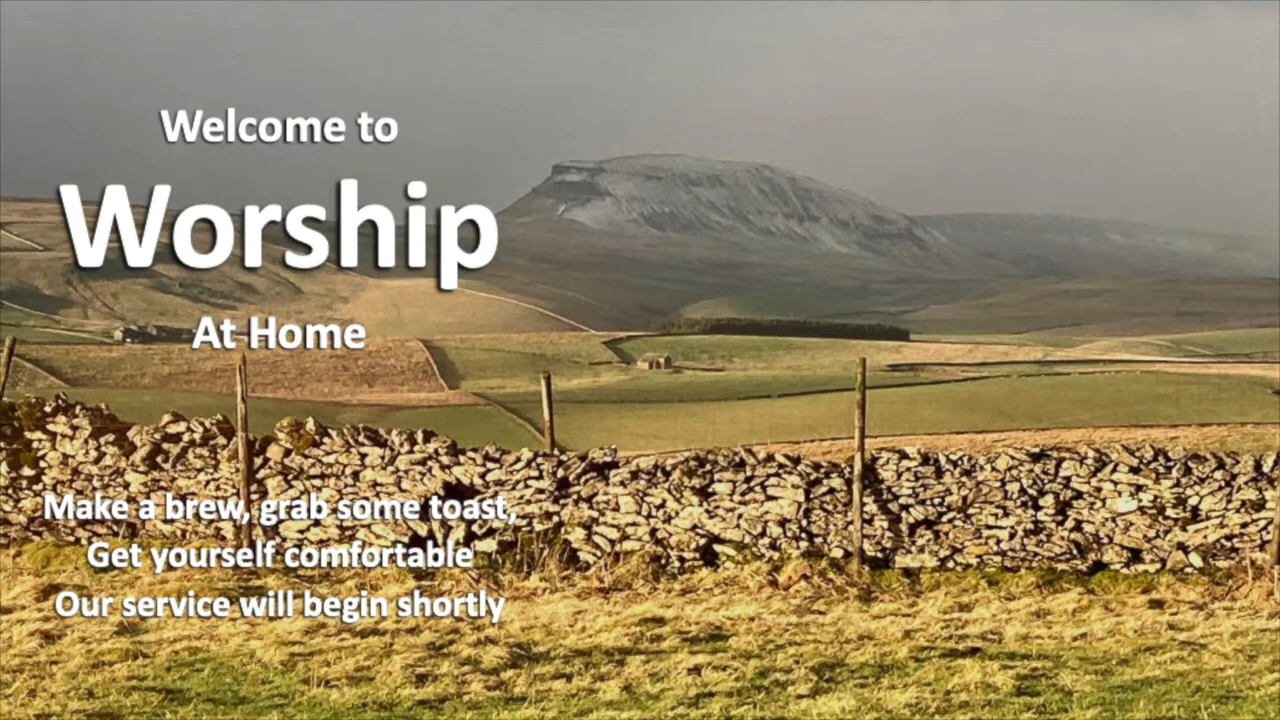 Welcome to
Worship
At Home
Make a brew, grab some toast,
Get yourself comfortable
Our service will begin shortly